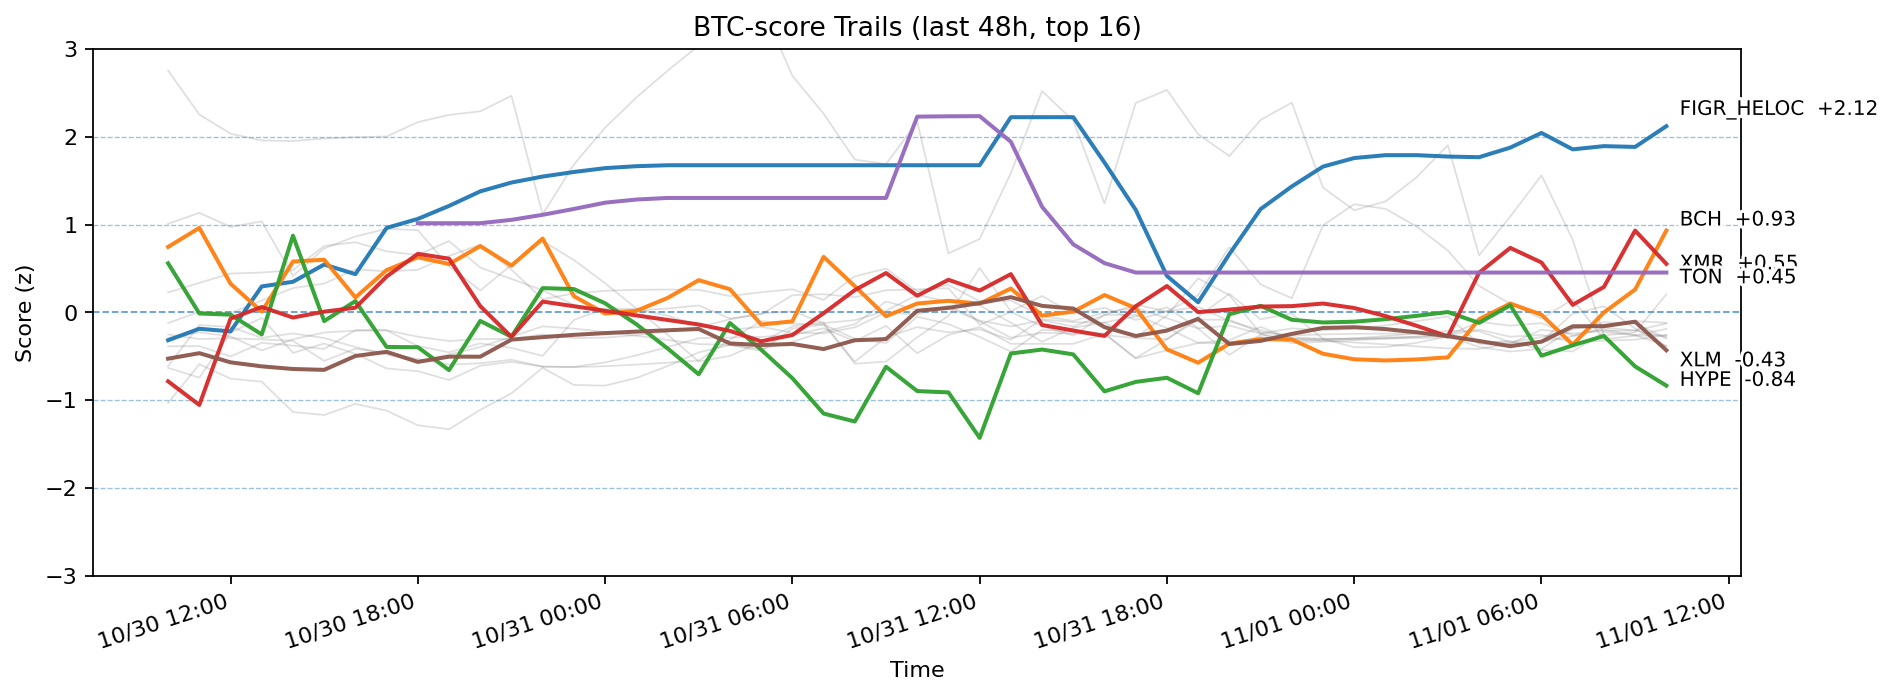 BTC-score Trails (last 48h, top 16)
Score (z)
3
2
1
0
−1
−2
−3
FIGR_HELOC +2.12
BCH +0.93
XMR +0.55
TON +0.45
XLM -0.43
HYPE -0.84
10/30 12:00
10/30 18:00
10/31 00:00
10/31 06:00
10/31 12:00
10/31 18:00
11/01 00:00
11/01 06:00
11/01 12:00
Time